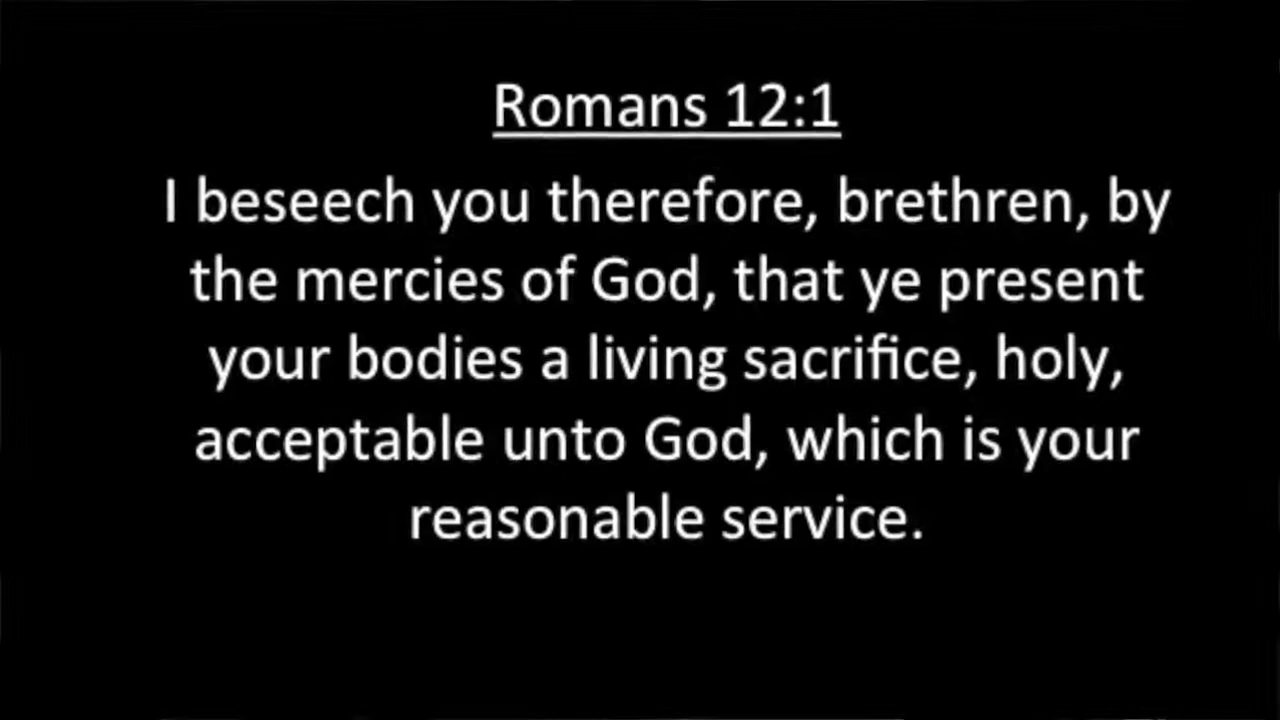 Romans 12:1
I beseech you therefore, brethren, by
the mercies of God, that ye present
your bodies a living sacrifice, holy,
acceptable unto God, which is your
reasonable service.